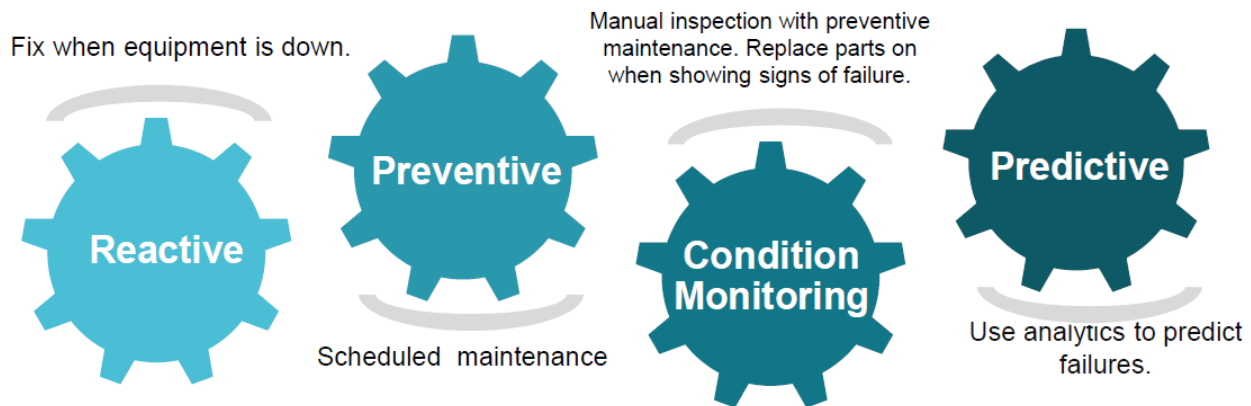 Fix when equipment is down.
Reactive
Preventive
Scheduled maintenance
Manual inspection with preventive
maintenance. Replace parts on
when showing signs of failure.
Condition
Monitoring
Predictive
Use analytics to predict
failures.